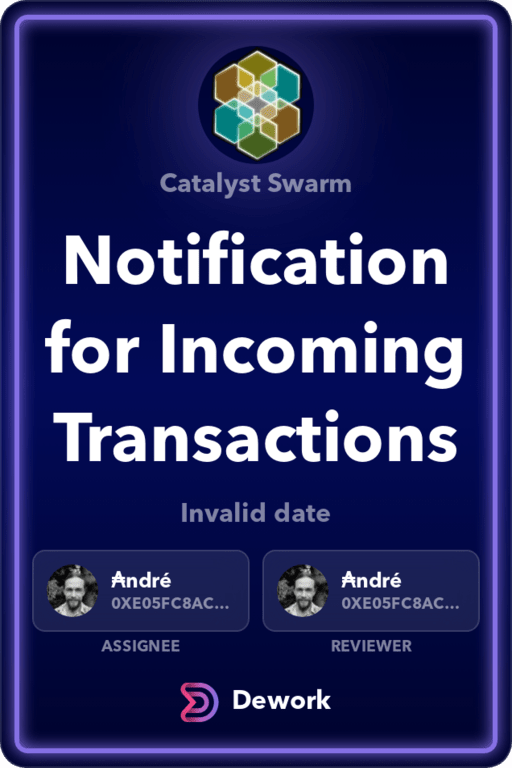 Catalyst Swarm
Notification
for Incoming
Transactions
Invalid date
₳ndré
0XE05FC8AC...
ASSIGNEE
₳ndré
0XE05FC8AC...
REVIEWER
Dework